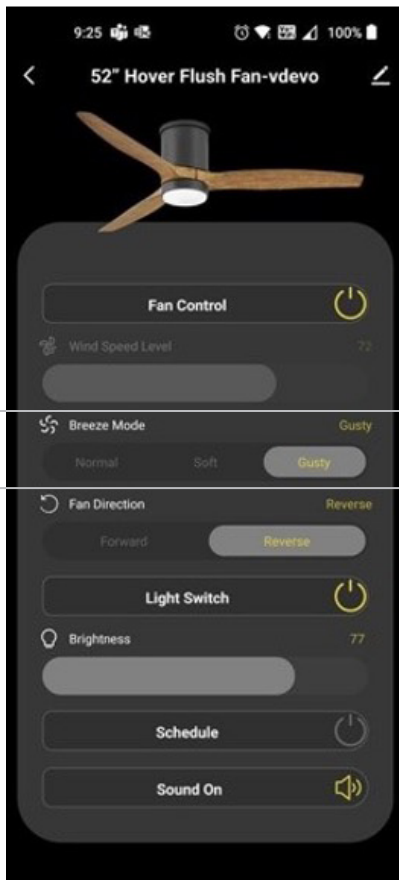 9:25 100%
52" Hover Flush Fan-vdevo
Fan Control
Wind Speed Level 72
Breeze Mode Gusty
Normal Soft Gusty
Fan Direction Reverse
Forward Reverse
Light Switch
Brightness 77
Schedule
Sound On